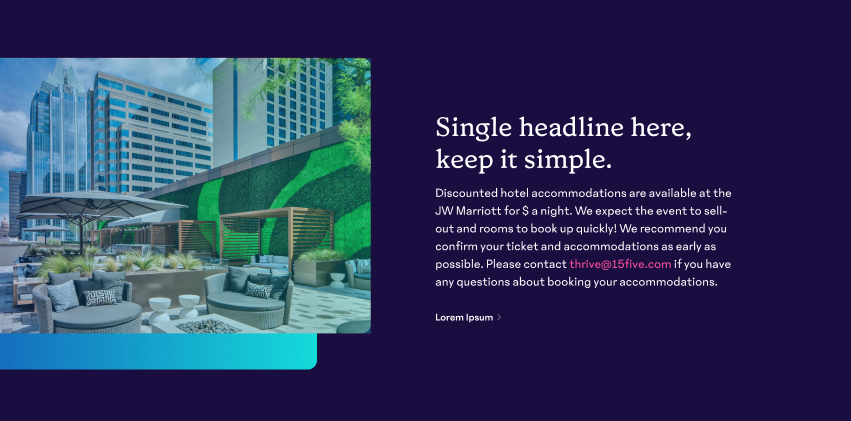 Single headline here,
keep it simple.
Discounted hotel accommodations are available at the
JW Marriott for $ a night. We expect the event to sell-
out and rooms to book up quickly! We recommend you
confirm your ticket and accommodations as early as
possible. Please contact thrive@15five.com if you have
any questions about booking your accommodations.
Lorem Ipsum >